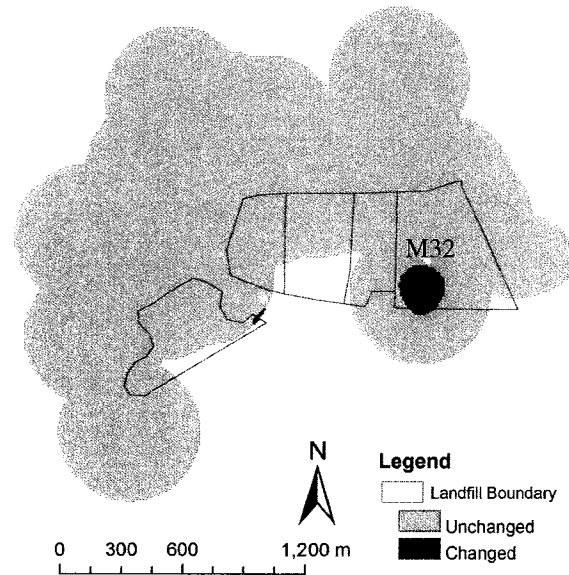 M32
N
Legend
Landfill Boundary
Unchanged
Changed
0 300 600 1,200 m